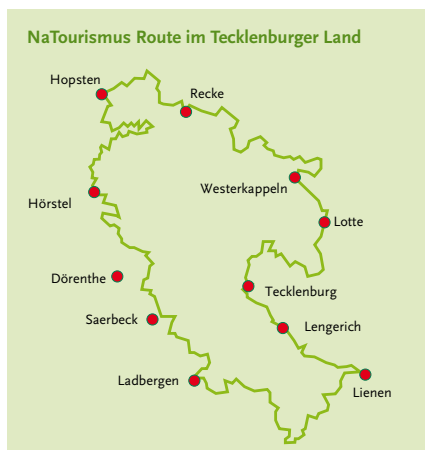 NaTourismus Route im Tecklenburger Land
Hopsten
Recke
Westerkappeln
Hörstel
Lotte
Dörenthe
Tecklenburg
Saerbeck
Lengerich
Ladbergen
Lienen